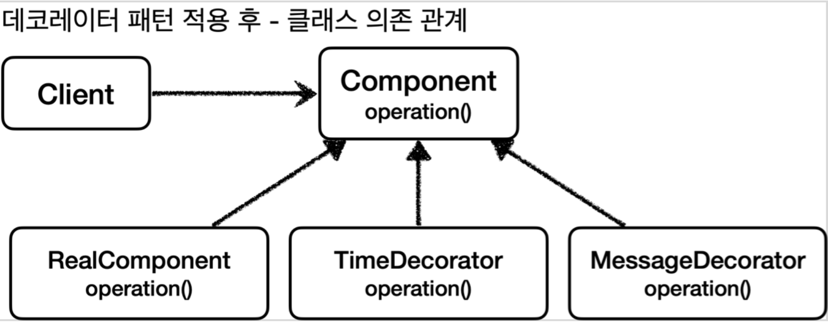 데코레이터 패턴 적용 후 - 클래스 의존 관계
Client
Component
operation()
RealComponent
operation()
TimeDecorator
operation()
MessageDecorator
operation()